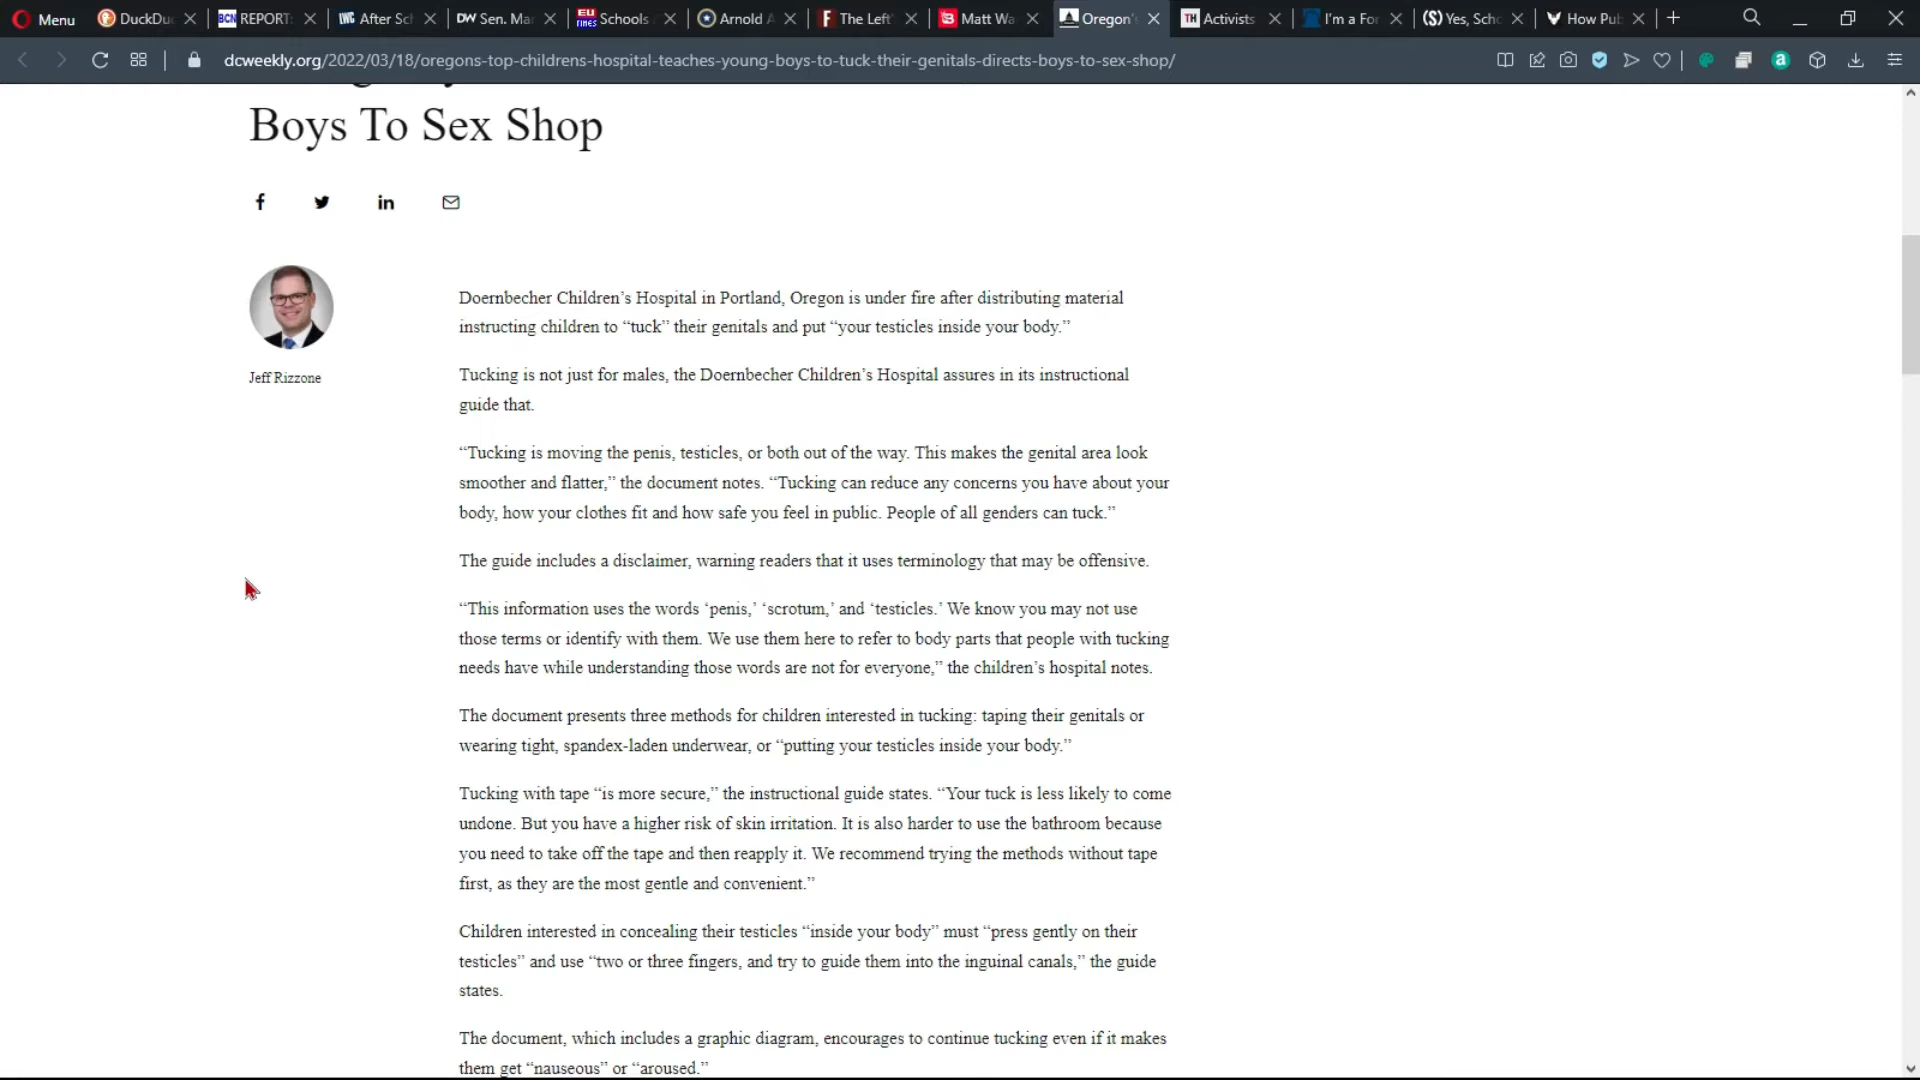 Menu
DuckDuc
BCN REPORT:
IWC After Sch
DW Sen. Mar
EU TIMES Schools
Arnold A
F The Left'
B Matt Wa
Oregon'
TH Activists
I'm a For
(S) Yes, Scho
How Pub
dcweekly.org/2022/03/18/oregons-top-childrens-hospital-teaches-young-boys-to-tuck-their-genitals-directs-boys-to-sex-shop/
Boys To Sex Shop
Jeff Rizzone
Doernbecher Children’s Hospital in Portland, Oregon is under fire after distributing material
instructing children to “tuck” their genitals and put “your testicles inside your body.”
Tucking is not just for males, the Doernbecher Children’s Hospital assures in its instructional
guide that.
“Tucking is moving the penis, testicles, or both out of the way. This makes the genital area look
smoother and flatter,” the document notes. “Tucking can reduce any concerns you have about your
body, how your clothes fit and how safe you feel in public. People of all genders can tuck.”
The guide includes a disclaimer, warning readers that it uses terminology that may be offensive.
“This information uses the words ‘penis,’ ‘scrotum,’ and ‘testicles.’ We know you may not use
those terms or identify with them. We use them here to refer to body parts that people with tucking
needs have while understanding those words are not for everyone,” the children’s hospital notes.
The document presents three methods for children interested in tucking: taping their genitals or
wearing tight, spandex-laden underwear, or “putting your testicles inside your body.”
Tucking with tape “is more secure,” the instructional guide states. “Your tuck is less likely to come
undone. But you have a higher risk of skin irritation. It is also harder to use the bathroom because
you need to take off the tape and then reapply it. We recommend trying the methods without tape
first, as they are the most gentle and convenient.”
Children interested in concealing their testicles “inside your body” must “press gently on their
testicles” and use “two or three fingers, and try to guide them into the inguinal canals,” the guide
states.
The document, which includes a graphic diagram, encourages to continue tucking even if it makes
them get “nauseous” or “aroused.”